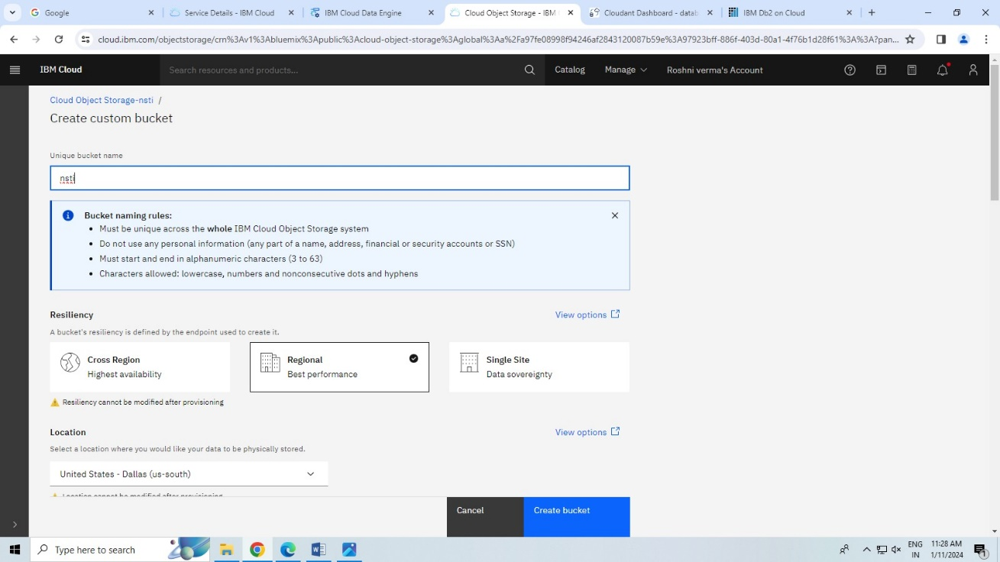 Google
Service Details - IBM Cloud
IBM Cloud Data Engine
Cloud Object Storage - IBM
Cloudant Dashboard - datab
IBM Db2 on Cloud
cloud.ibm.com/objectstorage/crn%3Av1%3Abluemix%3Apublic%3Acloud-object-storage%3Aglobal%3Aa%2Fa97fe08998f94246af2843120087b59e%3A97923bff-886f-403d-80a1-4f76b1d28f61%3A%3A?pan...
IBM Cloud
Search resources and products...
Catalog
Manage
Roshni verma's Account
Cloud Object Storage-nsti /
Create custom bucket
Unique bucket name
nsti
Bucket naming rules:
• Must be unique across the whole IBM Cloud Object Storage system
• Do not use any personal information (any part of a name, address, financial or security accounts or SSN)
• Must start and end in alphanumeric characters (3 to 63)
• Characters allowed: lowercase, numbers and nonconsecutive dots and hyphens
Resiliency
View options
A bucket's resiliency is defined by the endpoint used to create it.
Cross Region
Highest availability
Regional
Best performance
Single Site
Data sovereignty
Resiliency cannot be modified after provisioning
Location
View options
Select a location where you would like your data to be physically stored.
United States - Dallas (us-south)
Location cannot be modified after provisioning
Cancel
Create bucket
Type here to search
ENG
IN
11:28 AM
1/11/2024
1